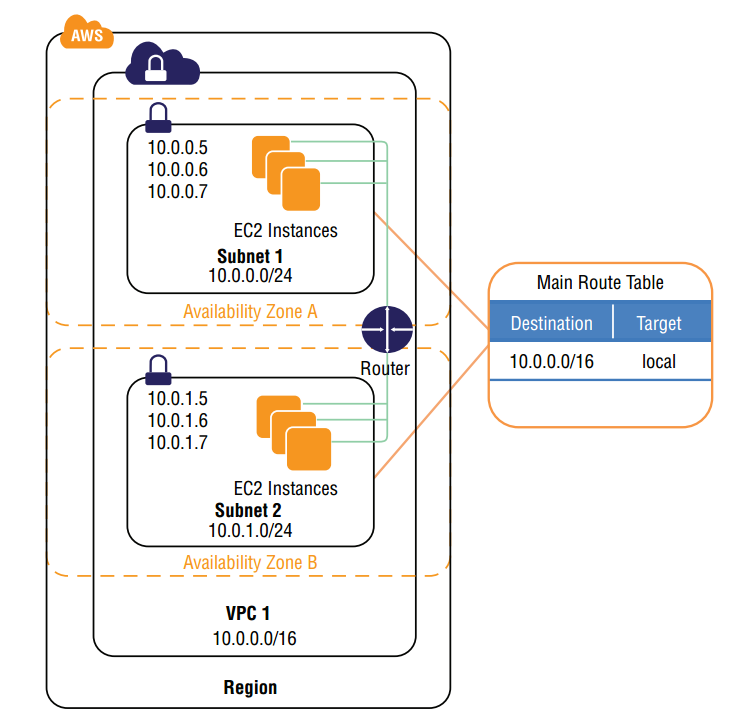 AWS
10.0.0.5
10.0.0.6
10.0.0.7
EC2 Instances
Subnet 1
10.0.0.0/24
Availability Zone A
Router
10.0.1.5
10.0.1.6
10.0.1.7
EC2 Instances
Subnet 2
10.0.1.0/24
Availability Zone B
VPC 1
10.0.0.0/16
Region
Main Route Table
Destination Target
10.0.0.0/16 local